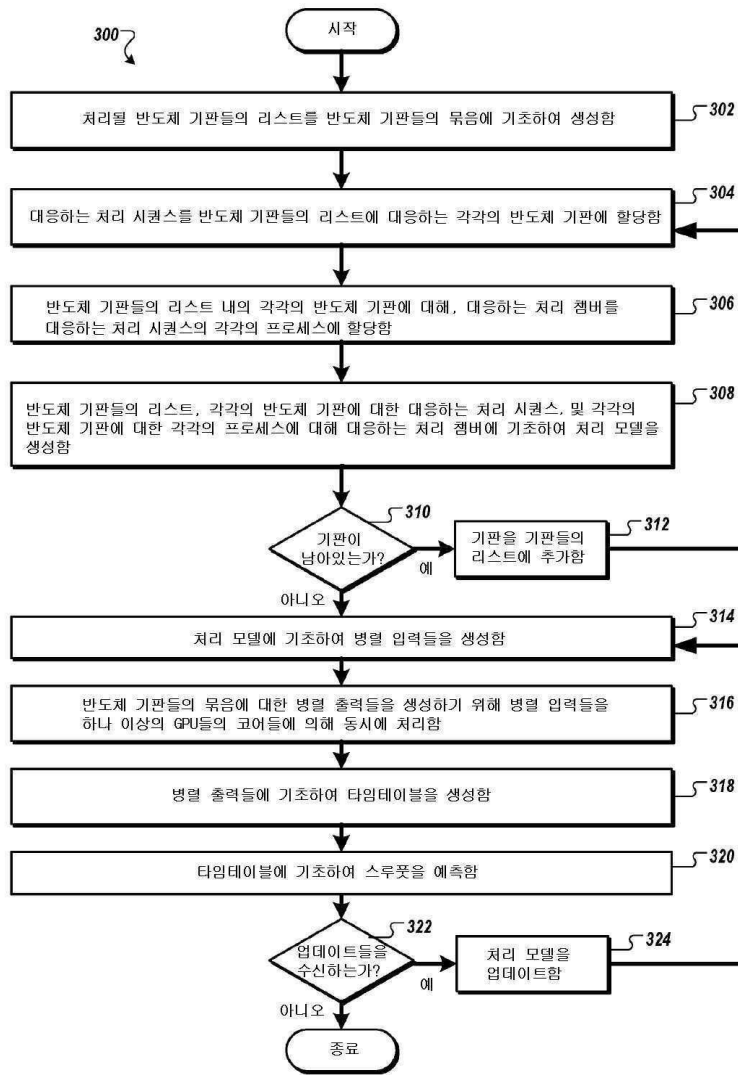 시작
300
처리될 반도체 기판들의 리스트를 반도체 기판들의 묶음에 기초하여 생성함
302
대응하는 처리 시퀀스를 반도체 기판들의 리스트에 대응하는 각각의 반도체 기판에 할당함
304
반도체 기판들의 리스트 내의 각각의 반도체 기판에 대해, 대응하는 처리 챔버를
대응하는 처리 시퀀스의 각각의 프로세스에 할당함
306
반도체 기판들의 리스트, 각각의 반도체 기판에 대한 대응하는 처리 시퀀스, 및 각각의
반도체 기판에 대한 각각의 프로세스에 대해 대응하는 처리 챔버에 기초하여 처리 모델을
생성함
308
기판이
남아있는가?
310
예
기판을 기판들의
리스트에 추가함
312
아니오
처리 모델에 기초하여 병렬 입력들을 생성함
314
반도체 기판들의 묶음에 대한 병렬 출력들을 생성하기 위해 병렬 입력들을
하나 이상의 GPU들의 코어들에 의해 동시에 처리함
316
병렬 출력들에 기초하여 타임테이블을 생성함
318
타임테이블에 기초하여 스루풋을 예측함
320
업데이트들을
수신하는가?
322
예
처리 모델을
업데이트함
324
아니오
종료